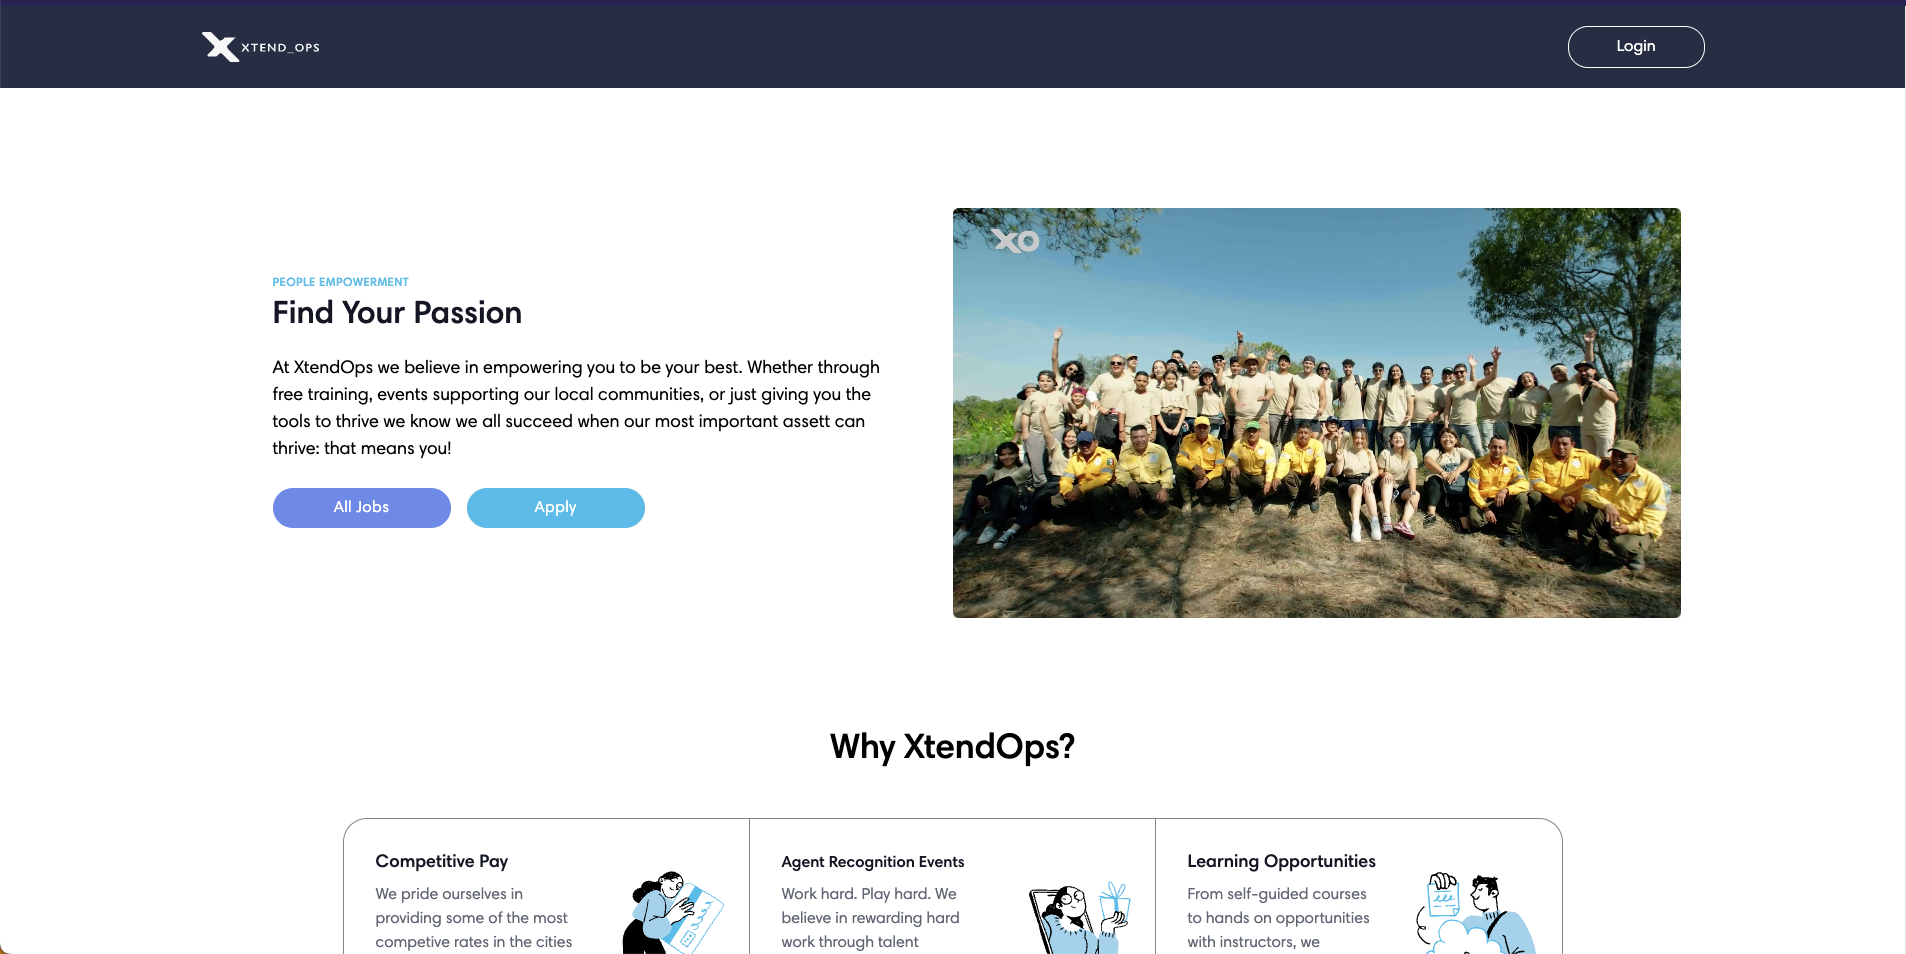 XTEND_OPS
Login
XO
PEOPLE EMPOWERMENT
Find Your Passion
At XtendOps we believe in empowering you to be your best. Whether through
free training, events supporting our local communities, or just giving you the
tools to thrive we know we all succeed when our most important assett can
thrive: that means you!
All Jobs
Apply
Why XtendOps?
Competitive Pay
We pride ourselves in
providing some of the most
competive rates in the cities
Agent Recognition Events
Work hard. Play hard. We
believe in rewarding hard
work through talent
Learning Opportunities
From self-guided courses
to hands on opportunities
with instructors, we